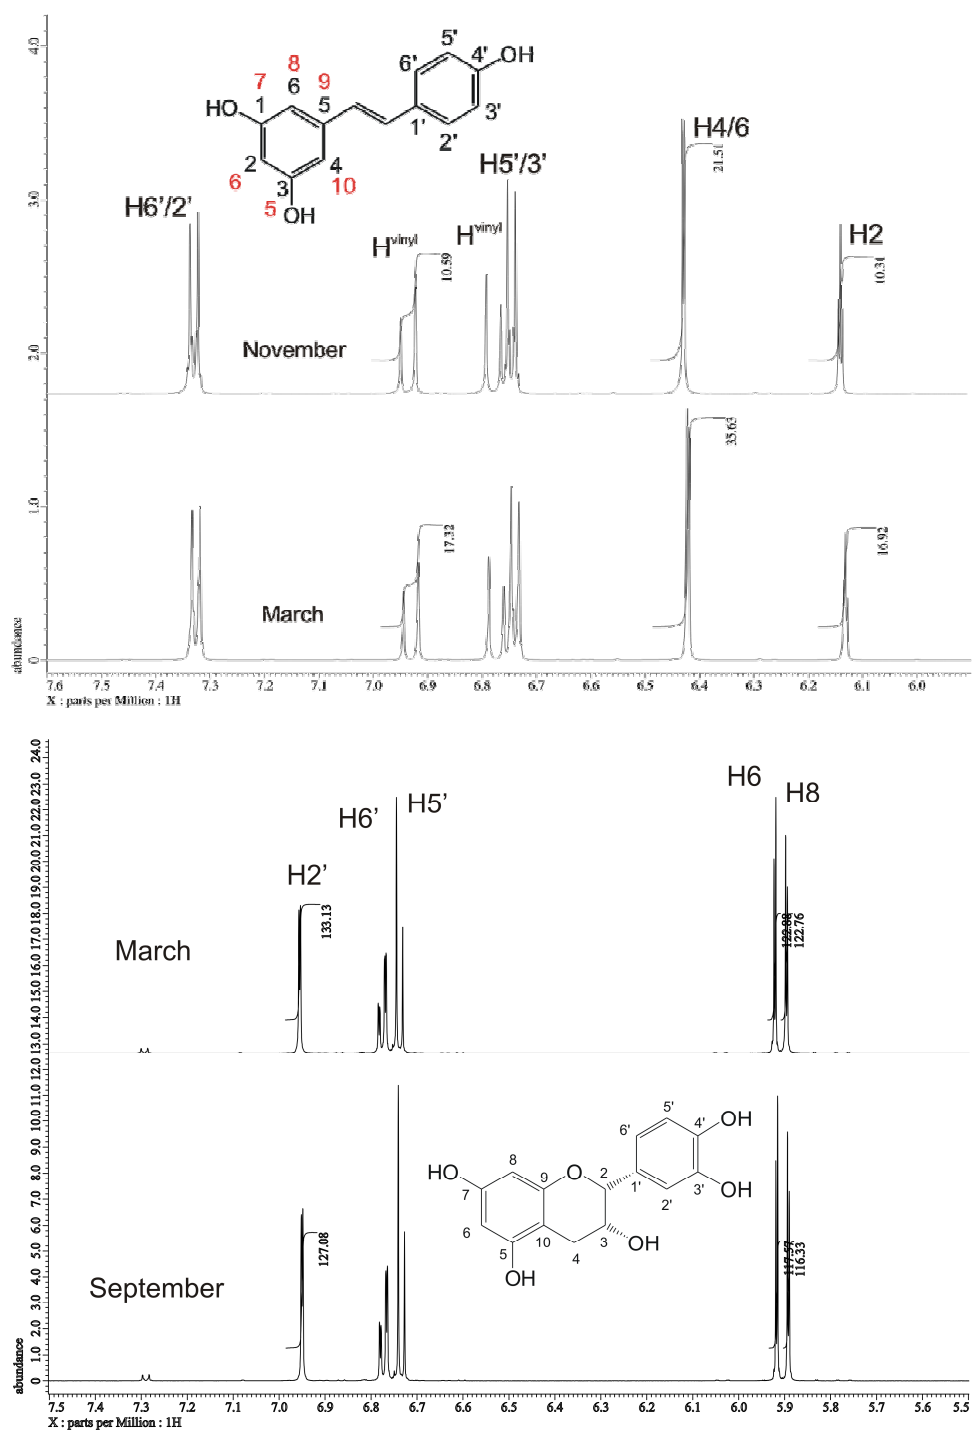 4.0
3.0
2.0
1.0
0
abundance
5'
6'
4'
OH
8
7
9
6
1
5
HO
1'
3'
2'
2
4
6
3
10
5
OH
H4/6
21.51
H5'/3'
H6'/2'
Hvinyl
Hvinyl
10.59
H2
10.31
November
35.63
17.32
16.92
March
7.6 7.5 7.4 7.3 7.2 7.1 7.0 6.9 6.8 6.7 6.6 6.5 6.4 6.3 6.2 6.1 6.0
X : parts per Million : 1H
24.0
23.0
22.0
21.0
20.0
19.0
18.0
17.0
16.0
15.0
14.0
13.0
12.0
11.0
10.0
9.0
8.0
7.0
6.0
5.0
4.0
3.0
2.0
1.0
0
abundance
H6
H8
H6'
H5'
H2'
133.13
122.88
122.76
March
5'
4'
OH
6'
8
O
2
HO
9
1'
3'
7
OH
2'
6
10
3
OH
5
4
OH
127.08
117.57
116.33
September
7.5 7.4 7.3 7.2 7.1 7.0 6.9 6.8 6.7 6.6 6.5 6.4 6.3 6.2 6.1 6.0 5.9 5.8 5.7 5.6 5.5
X : parts per Million : 1H